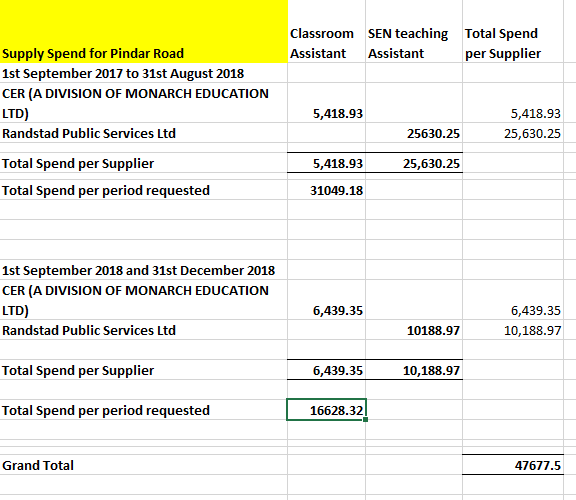 Classroom SEN teaching Total Spend
Supply Spend for Pindar Road Assistant Assistant per Supplier
1st September 2017 to 31st August 2018
CER (A DIVISION OF MONARCH EDUCATION
LTD) 5,418.93 5,418.93
Randstad Public Services Ltd 25630.25 25,630.25
Total Spend per Supplier 5,418.93 25,630.25
Total Spend per period requested 31049.18
1st September 2018 and 31st December 2018
CER (A DIVISION OF MONARCH EDUCATION
LTD) 6,439.35 6,439.35
Randstad Public Services Ltd 10188.97 10,188.97
Total Spend per Supplier 6,439.35 10,188.97
Total Spend per period requested 16628.32
Grand Total 47677.5